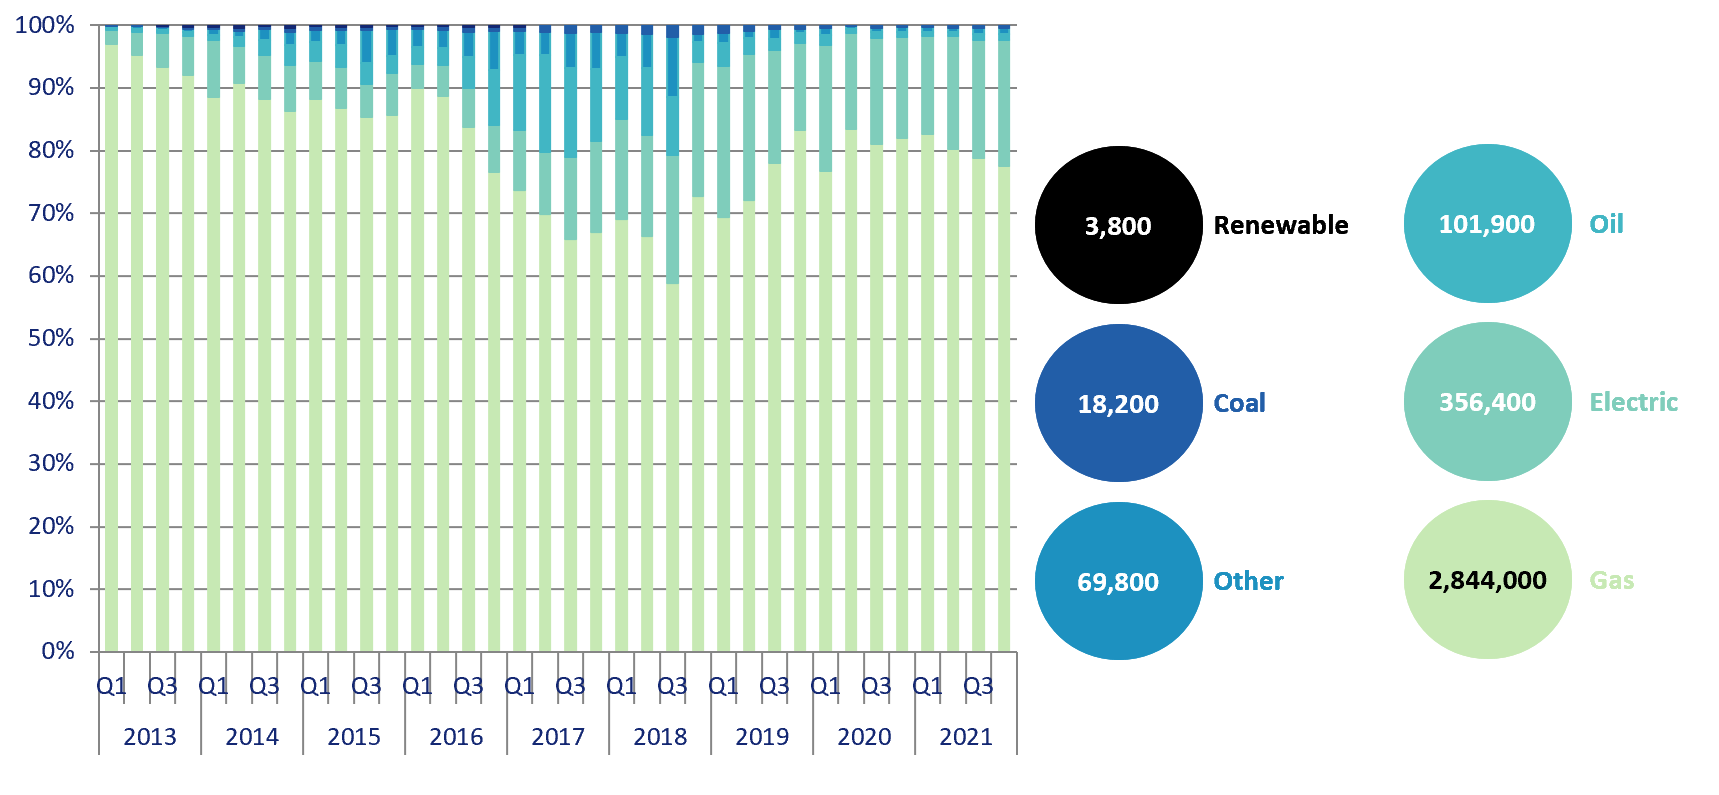 100%
90%
80%
70%
60%
50%
40%
30%
20%
10%
0%
Q1 Q3 Q1 Q3 Q1 Q3 Q1 Q3 Q1 Q3 Q1 Q3 Q1 Q3 Q1 Q3 Q1 Q3
2013 2014 2015 2016 2017 2018 2019 2020 2021
3,800 Renewable
101,900 Oil
18,200 Coal
356,400 Electric
69,800 Other
2,844,000 Gas